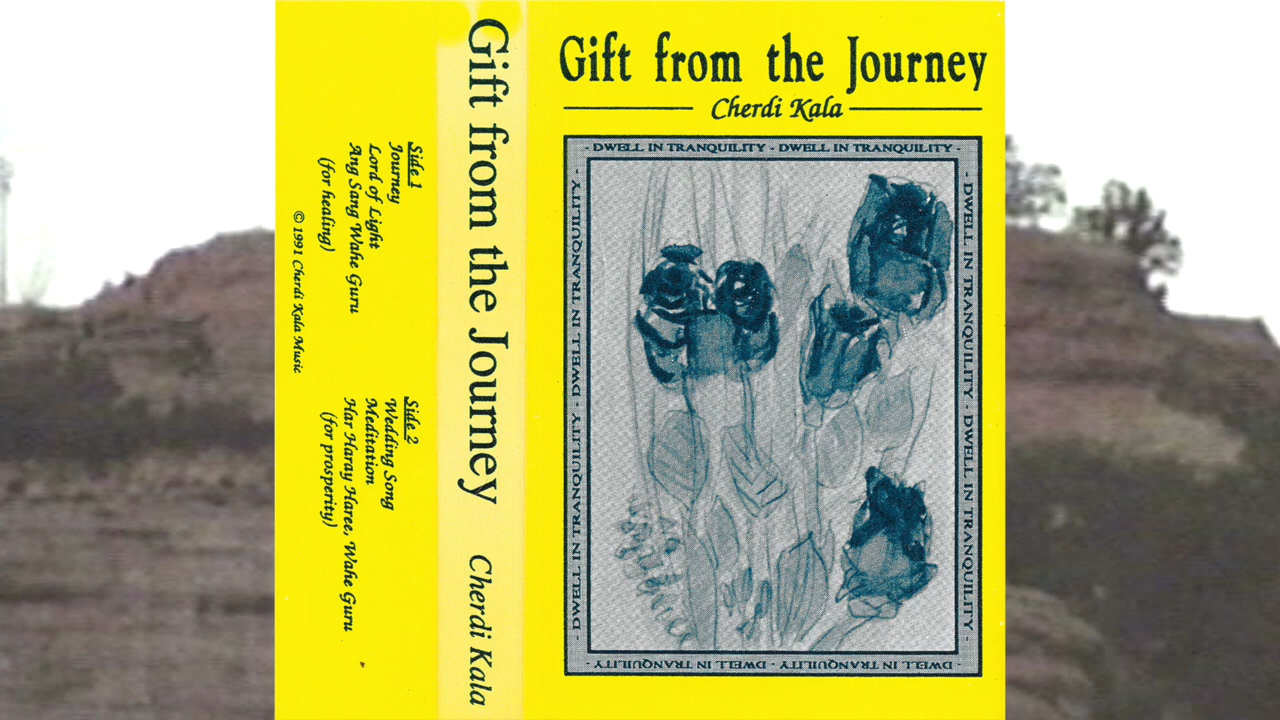 Gift from the Journey
Cherdi Kala
- DWELL IN TRANQUILITY - DWELL IN TRANQUILITY -
- DWELL IN TRANQUILITY - DWELL IN TRANQUILITY -
- DWELL IN TRANQUILITY - DWELL IN TRANQUILITY -
- DWELL IN TRANQUILITY - DWELL IN TRANQUILITY -
Gift from the Journey Cherdi Kala
Side 1
Journey
Lord of Light
Ang Sang Wahe Guru
(for healing)
© 1991 Cherdi Kala Music
Side 2
Wedding Song
Meditation
Har Haray Haree, Wahe Guru
(for prosperity)